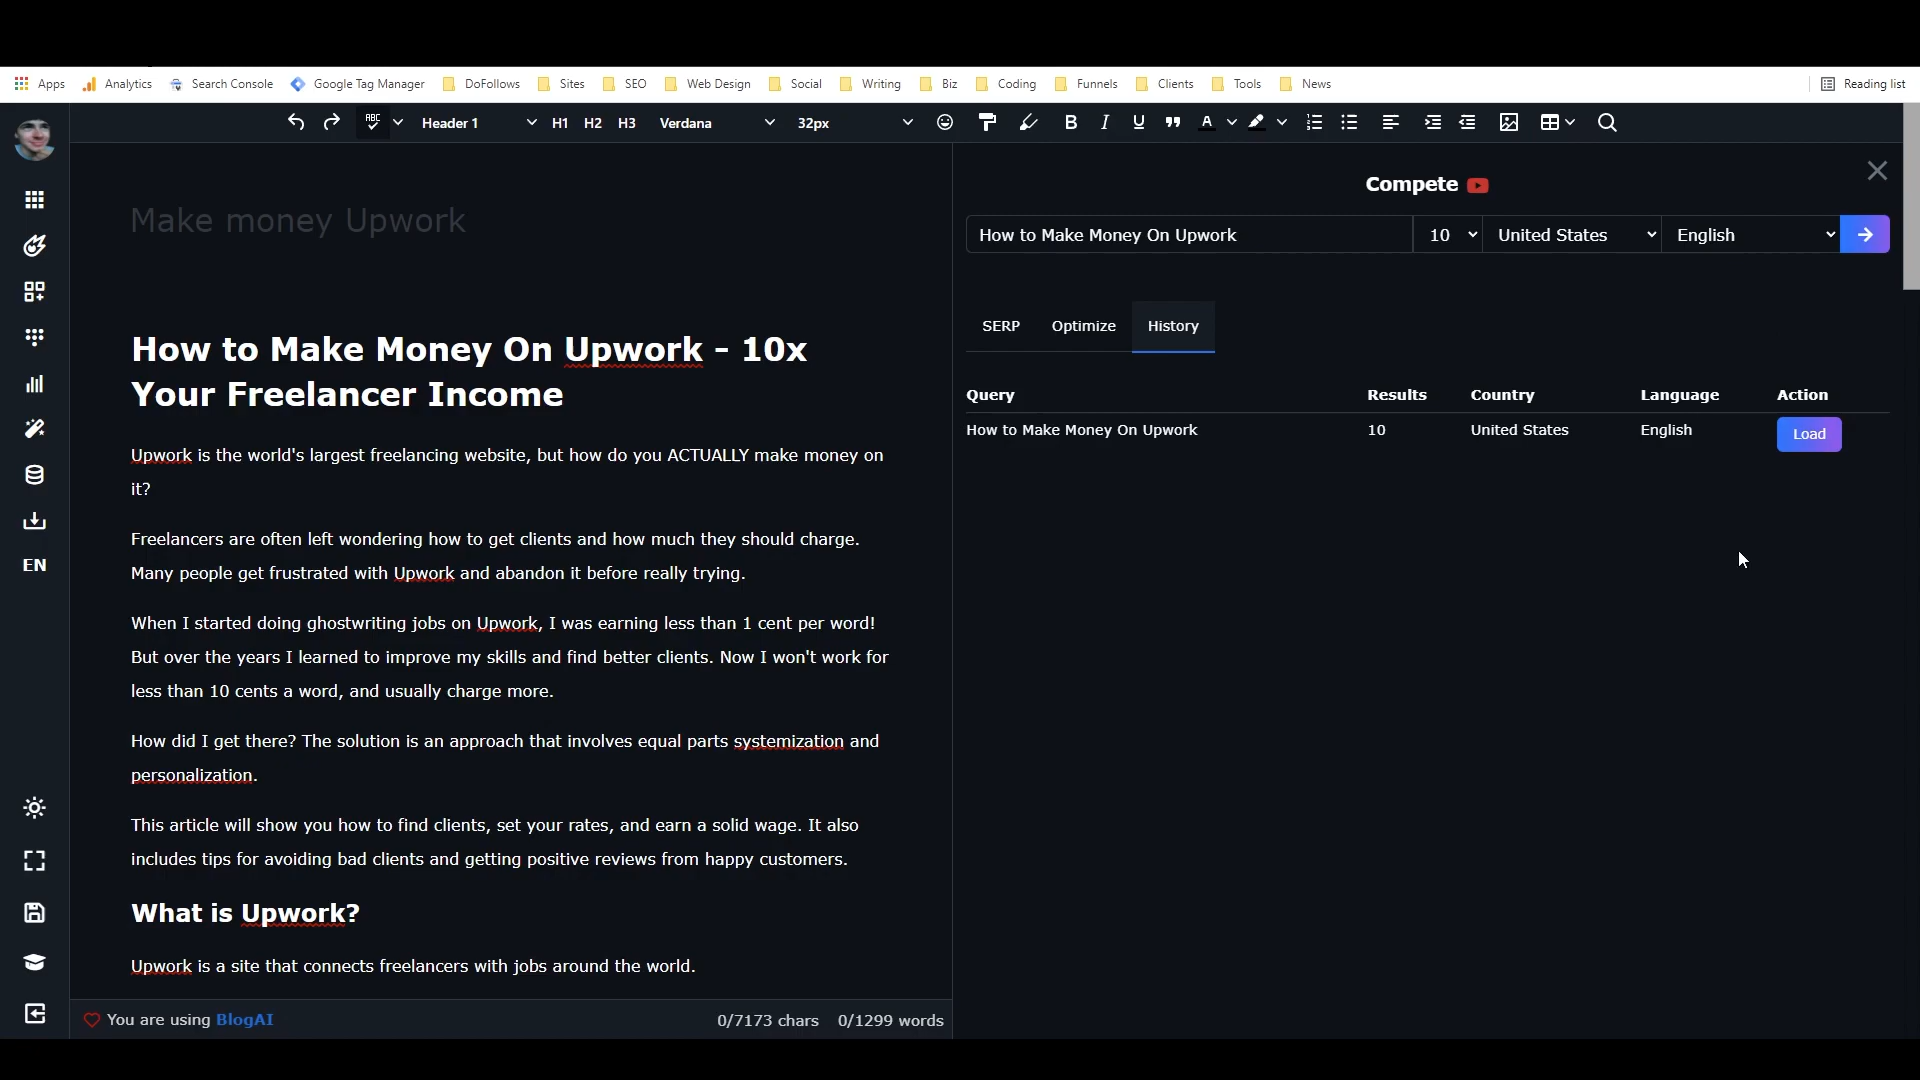 Apps Analytics Search Console Google Tag Manager DoFollows Sites SEO Web Design Social Writing Biz Coding Funnels Clients Tools News Reading list
ABC Header 1 H1 H2 H3 Verdana 32px B I U A
EN
Make money Upwork
How to Make Money On Upwork - 10x
Your Freelancer Income
Upwork is the world's largest freelancing website, but how do you ACTUALLY make money on
it?
Freelancers are often left wondering how to get clients and how much they should charge.
Many people get frustrated with Upwork and abandon it before really trying.
When I started doing ghostwriting jobs on Upwork, I was earning less than 1 cent per word!
But over the years I learned to improve my skills and find better clients. Now I won't work for
less than 10 cents a word, and usually charge more.
How did I get there? The solution is an approach that involves equal parts systemization and
personalization.
This article will show you how to find clients, set your rates, and earn a solid wage. It also
includes tips for avoiding bad clients and getting positive reviews from happy customers.
What is Upwork?
Upwork is a site that connects freelancers with jobs around the world.
You are using BlogAI 0/7173 chars 0/1299 words
Compete
How to Make Money On Upwork 10 United States English
SERP Optimize History
Query Results Country Language Action
How to Make Money On Upwork 10 United States English Load